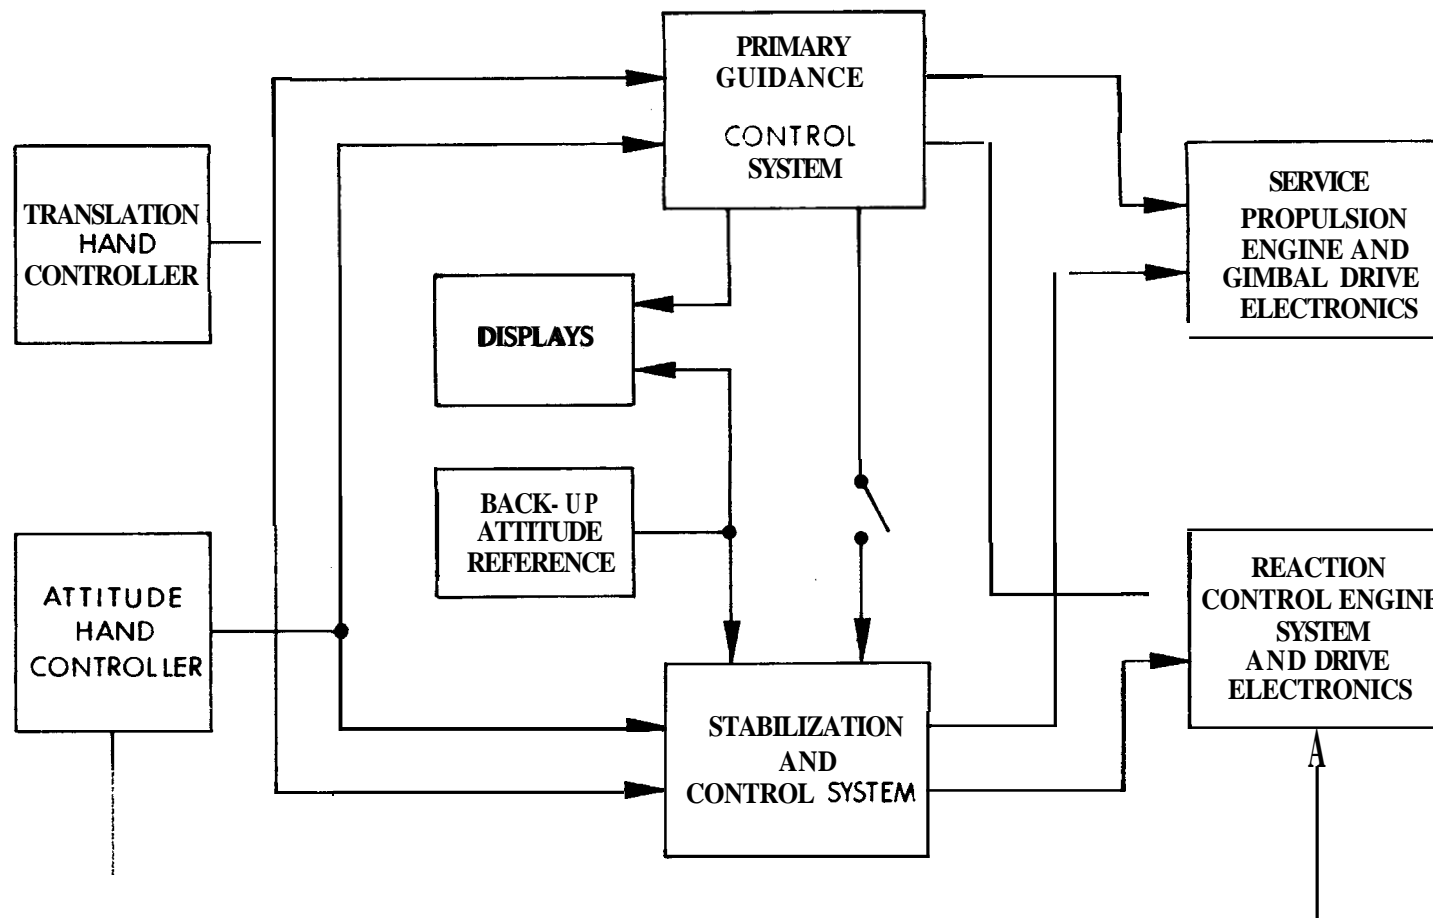 PRIMARY
GUIDANCE
CONTROL
SYSTEM
TRANSLATION
HAND
CONTROLLER
SERVICE
PROPULSION
ENGINE AND
GIMBAL DRIVE
ELECTRONICS
DISPLAYS
BACK-UP
ATTITUDE
REFERENCE
ATTITUDE
HAND
CONTROLLER
REACTION
CONTROL ENGINE
SYSTEM
AND DRIVE
ELECTRONICS
STABILIZATION
AND
CONTROL SYSTEM